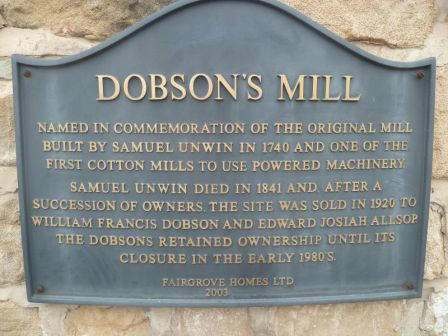 DOBSON'S MILL
NAMED IN COMMEMORATION OF THE ORIGINAL MILL
BUILT BY SAMUEL UNWIN IN 1740 AND ONE OF THE
FIRST COTTON MILLS TO USE POWERED MACHINERY.
SAMUEL UNWIN DIED IN 1841 AND, AFTER A
SUCCESSION OF OWNERS, THE SITE WAS SOLD IN 1920 TO
WILLIAM FRANCIS DOBSON AND EDWARD JOSIAH ALLSOP.
THE DOBSONS RETAINED OWNERSHIP UNTIL ITS
CLOSURE IN THE EARLY 1980'S.
FAIRGROVE HOMES LTD
2003